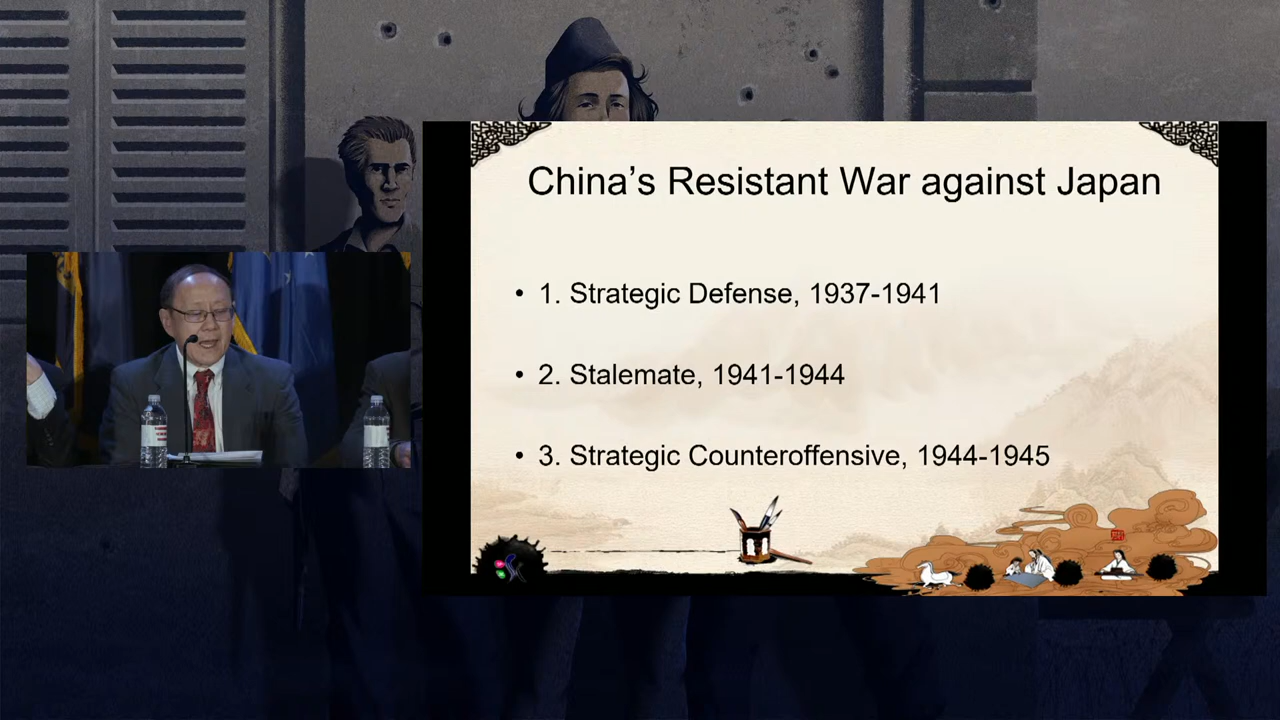 China’s Resistant War against Japan
• 1. Strategic Defense, 1937-1941
• 2. Stalemate, 1941-1944
• 3. Strategic Counteroffensive, 1944-1945